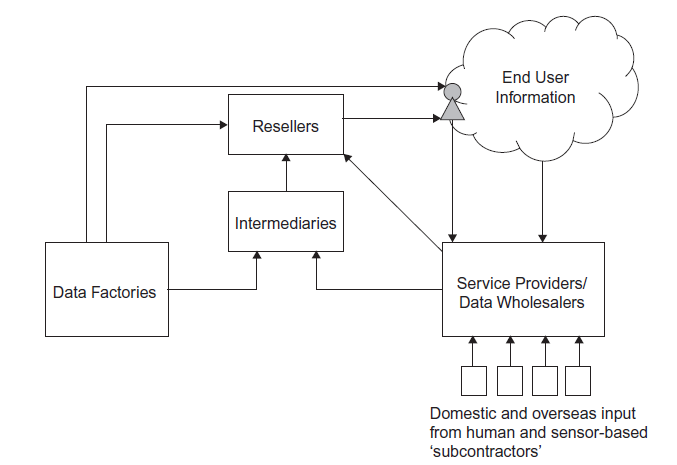 End User
Information
Resellers
Intermediaries
Data Factories
Service Providers/
Data Wholesalers
Domestic and overseas input
from human and sensor-based
‘subcontractors’